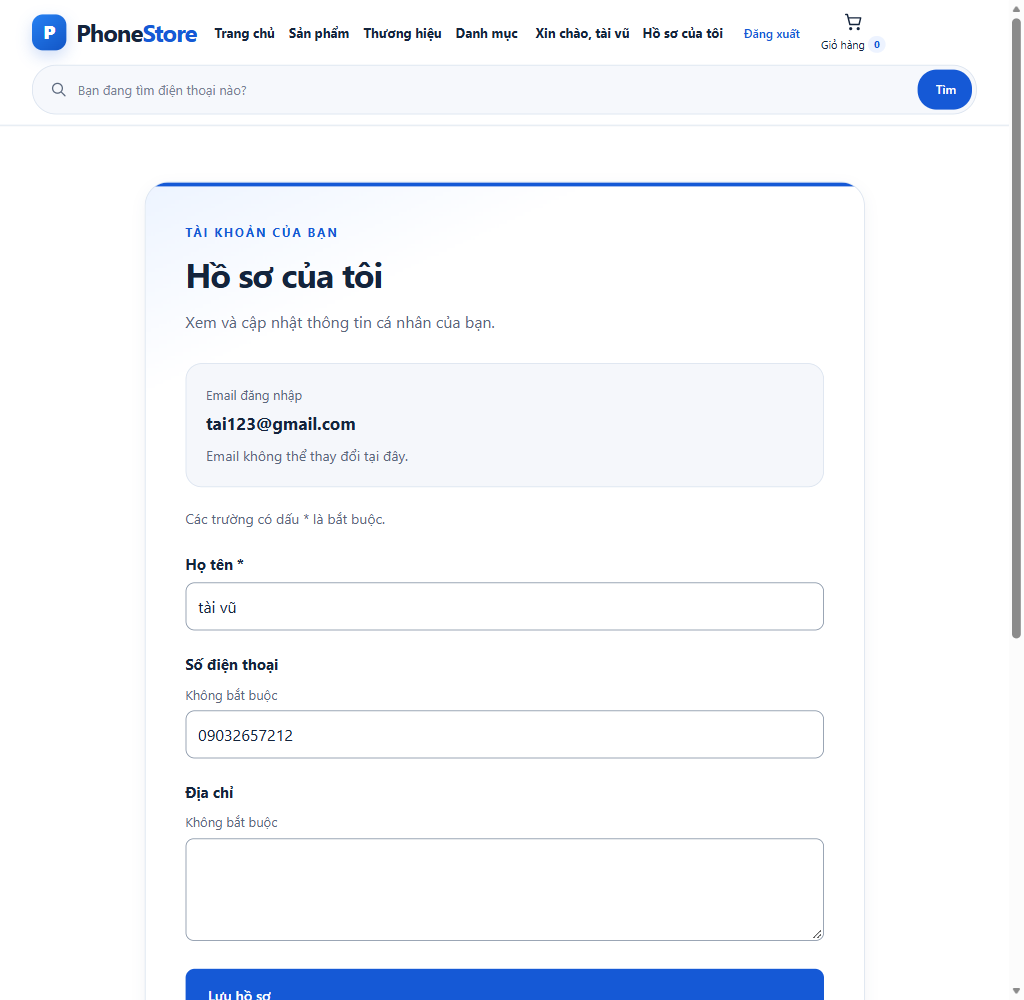 P PhoneStore Trang chủ Sản phẩm Thương hiệu Danh mục Xin chào, tài vũ Hồ sơ của tôi Đăng xuất Giỏ hàng 0
Bạn đang tìm điện thoại nào? Tìm
TÀI KHOẢN CỦA BẠN
Hồ sơ của tôi
Xem và cập nhật thông tin cá nhân của bạn.
Email đăng nhập
tai123@gmail.com
Email không thể thay đổi tại đây.
Các trường có dấu * là bắt buộc.
Họ tên *
tài vũ
Số điện thoại
Không bắt buộc
09032657212
Địa chỉ
Không bắt buộc
Lưu hồ sơ